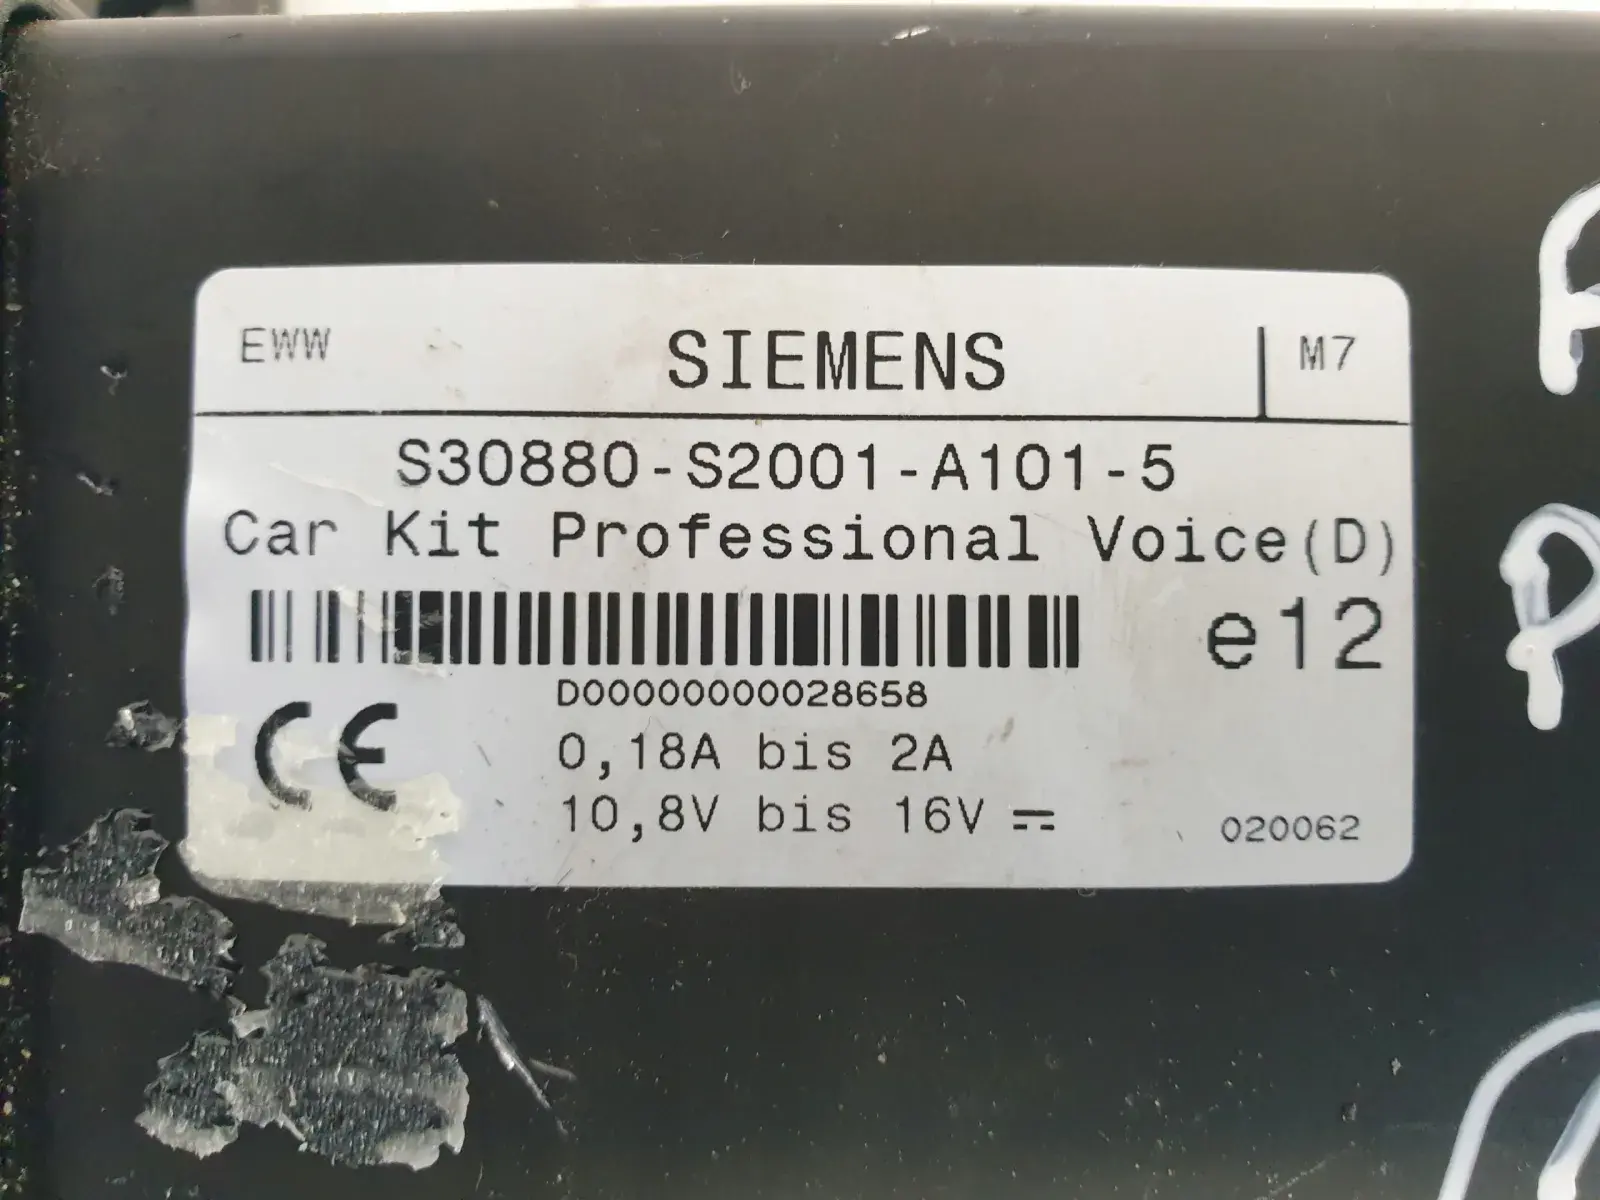 EWW SIEMENS M7
S30880-S2001-A101-5
Car Kit Professional Voice(D)
e12
D00000000028658
CE 0,18A bis 2A
10,8V bis 16V ⎓
020062